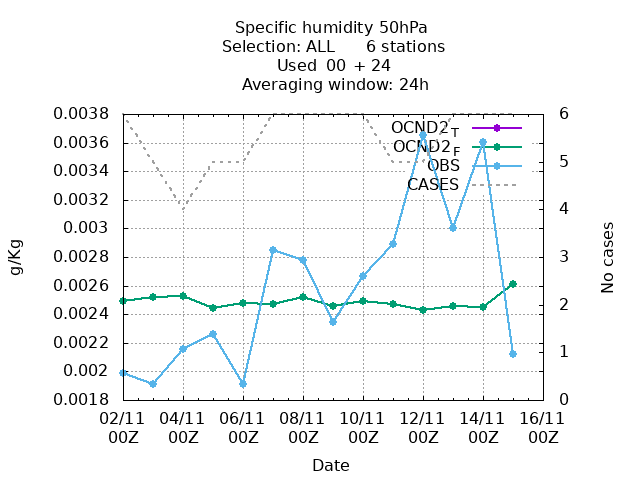 Specific humidity 50hPa
Selection: ALL      6 stations
Used  00  + 24
Averaging window: 24h
0.0038
0.0036
0.0034
0.0032
0.003
0.0028
0.0026
0.0024
0.0022
0.002
0.0018
g/Kg
OCND2T
OCND2F
OBS
CASES
6
5
4
3
2
1
0
No cases
02/11 04/11 06/11 08/11 10/11 12/11 14/11 16/11
00Z 00Z 00Z 00Z 00Z 00Z 00Z 00Z
Date